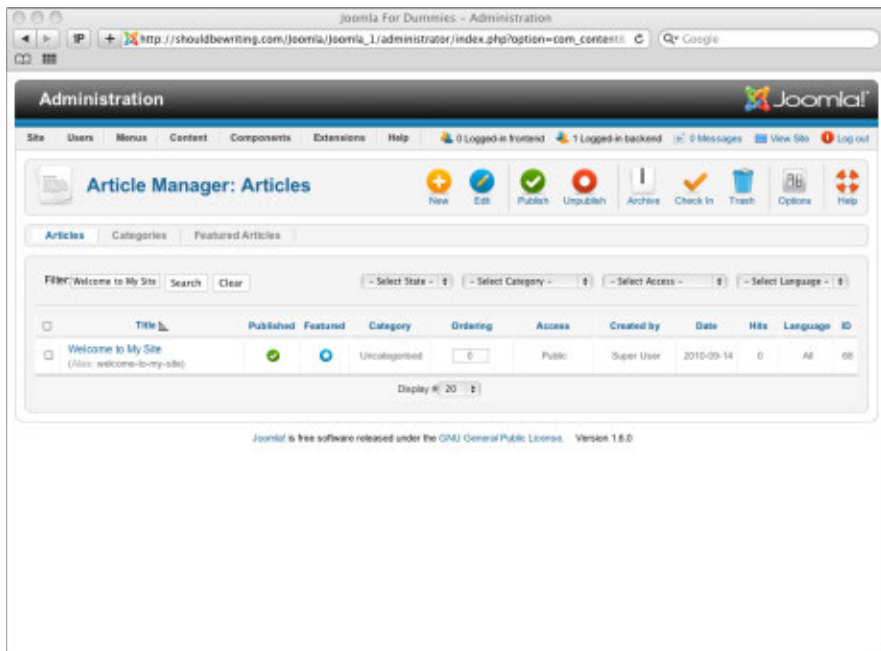 Joomla For Dummies – Administration
http://shouldbewriting.com/Joomla/Joomla_1/administrator/index.php?option=com_content
Google
Administration
Joomla!
Site Users Menus Content Components Extensions Help 0 Logged-in frontend 1 Logged-in backend 0 Messages View Site Log out
Article Manager: Articles
New Edit Publish Unpublish Archive Check In Trash Options Help
Articles Categories Featured Articles
Filter: Welcome to My Site Search Clear - Select State - - Select Category - - Select Access - - Select Language -
Title Published Featured Category Ordering Access Created by Date Hits Language ID
Welcome to My Site 0 Public Super User 2010-09-14 0 All
Uncategorised
(Alias: welcome-to-my-site)
Display # 20
Joomla! is free software released under the GNU General Public License. Version 1.6.0